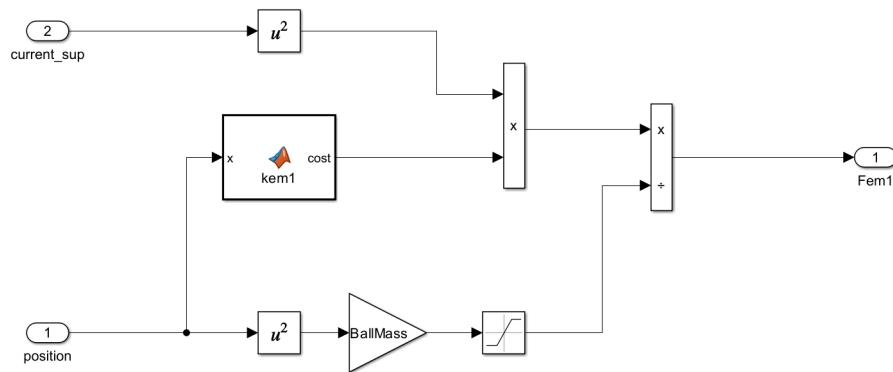 2
current_sup
u²
x
cost
kem1
x
x
÷
1
Fem1
1
position
u²
BallMass